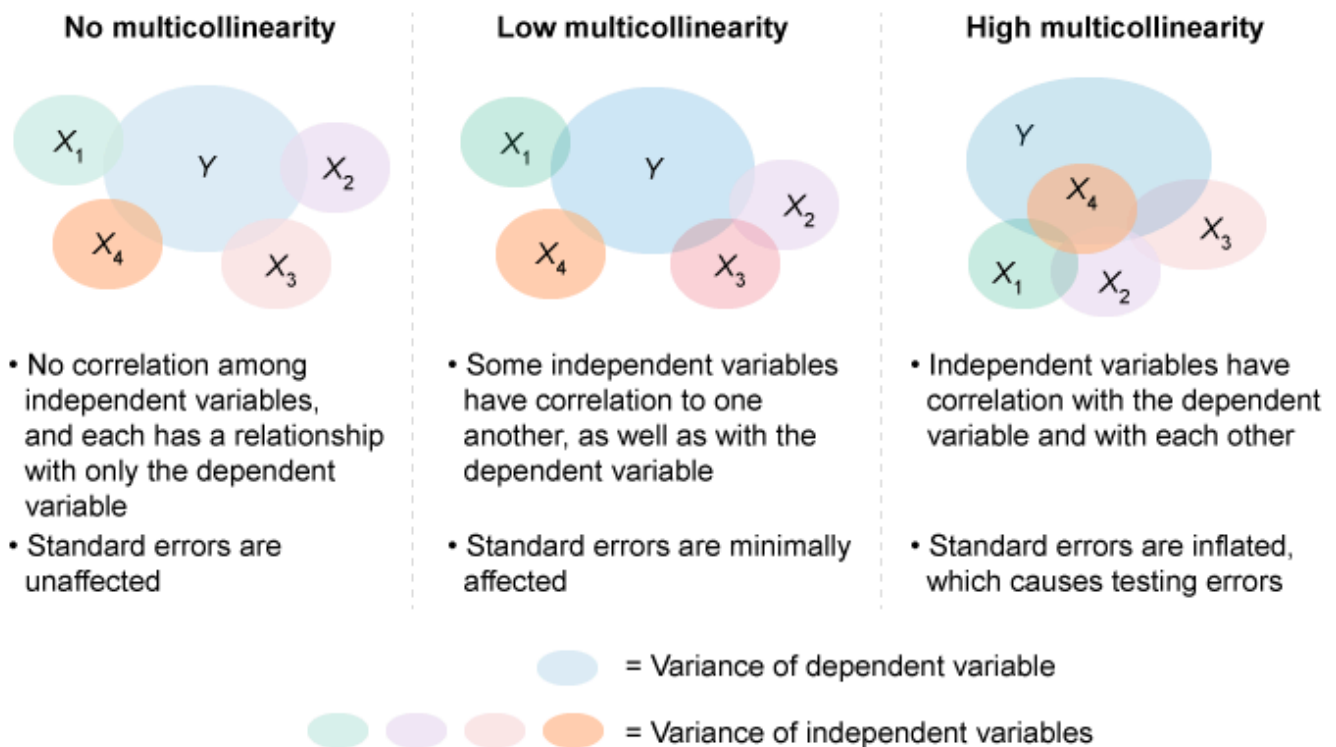 No multicollinearity
X1
Y
X2
X4
X3
• No correlation among
independent variables,
and each has a relationship
with only the dependent
variable
• Standard errors are
unaffected
Low multicollinearity
X1
Y
X2
X4
X3
• Some independent variables
have correlation to one
another, as well as with the
dependent variable
• Standard errors are minimally
affected
High multicollinearity
Y
X4
X3
X1
X2
• Independent variables have
correlation with the dependent
variable and with each other
• Standard errors are inflated,
which causes testing errors
= Variance of dependent variable
= Variance of independent variables